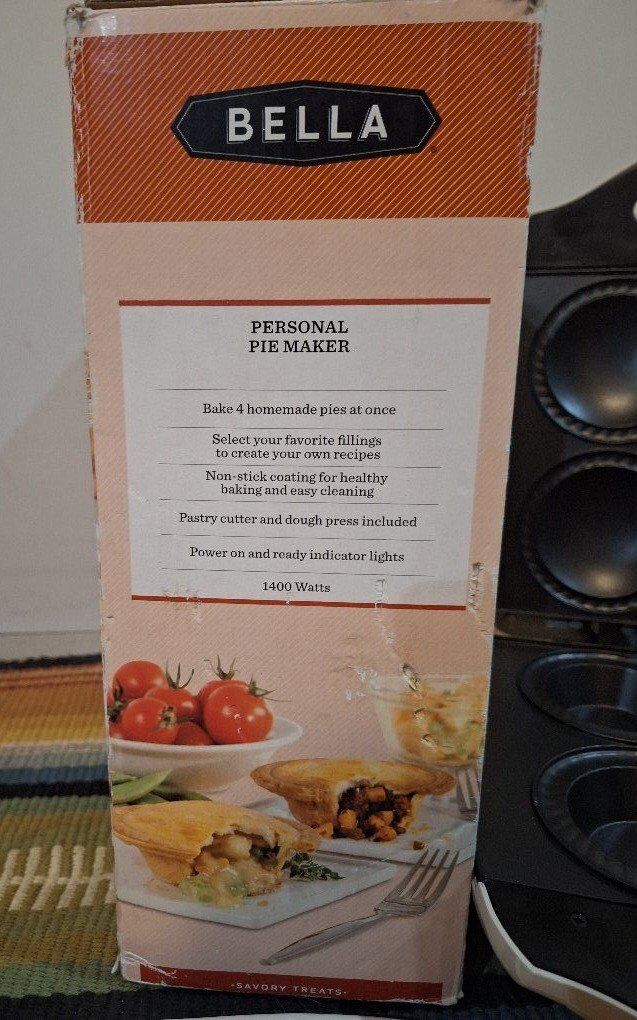 BELLA
PERSONAL
PIE MAKER
Bake 4 homemade pies at once
Select your favorite fillings
to create your own recipes
Non-stick coating for healthy
baking and easy cleaning
Pastry cutter and dough press included
Power on and ready indicator lights
1400 Watts
·SAVORY TREATS·